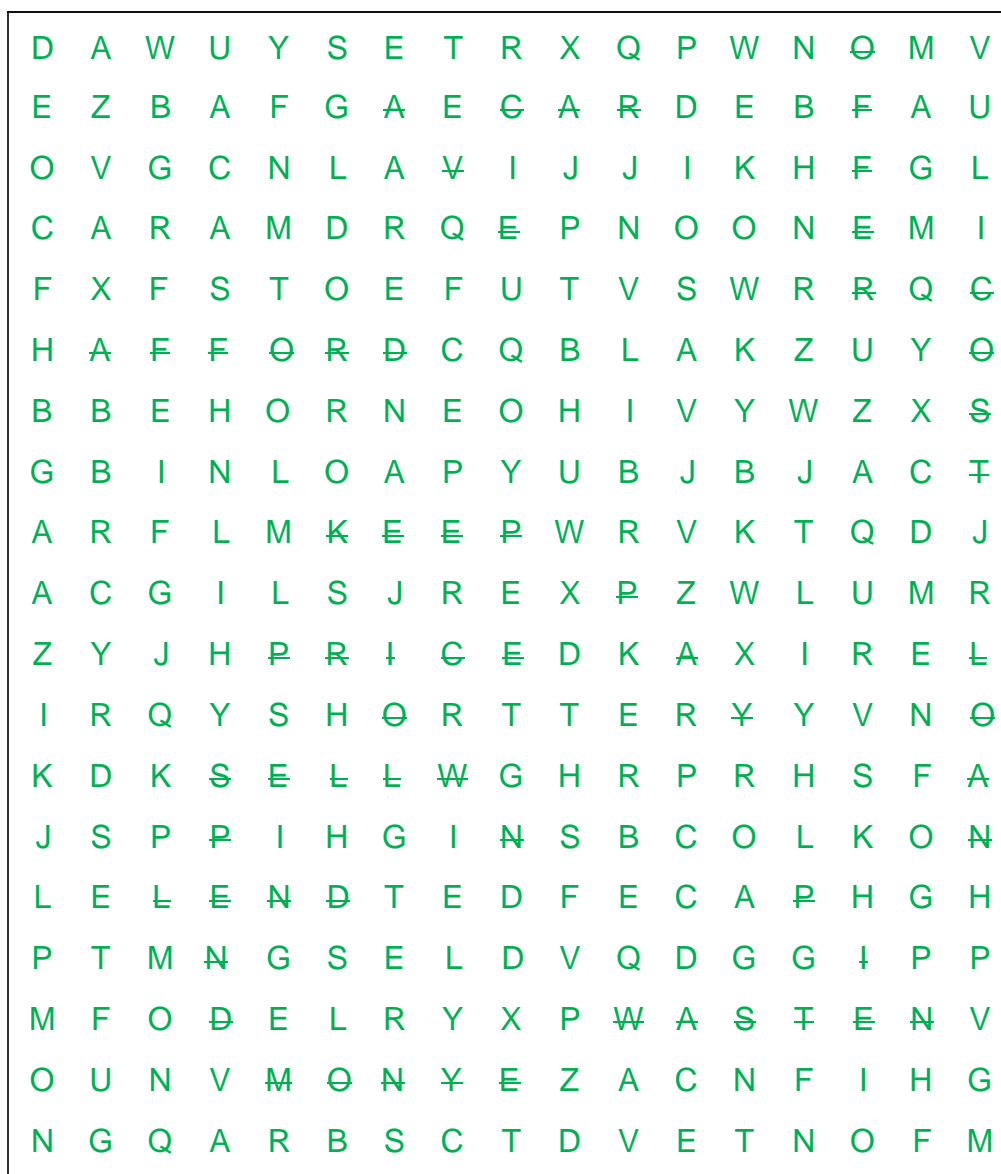 D A W U Y S E T R X Q P W N O M V
E Z B A F G A E C A R D E B F A U
O V G C N L A V I J J I K H F G L
C A R A M D R Q E P N O O N E M I
F X F S T O E F U T V S W R R Q C
H A F F O R D C Q B L A K Z U Y O
B B E H O R N E O H I V Y W Z X S
G B I N L O A P Y U B J B J A C T
A R F L M K E E P W R V K T Q D J
A C G I L S J R E X P Z W L U M R
Z Y J H P R I C E D K A X I R E L
I R Q Y S H O R T T E R Y Y V N O
K D K S E L L W G H R P R H S F A
J S P P I H G I N S B C O L K O N
L E L E N D T E D F E C A P H G H
P T M N G S E L D V Q D G G I P P
M F O D E L R Y X P W A S T E N V
O U N V M O N Y E Z A C N F I H G
N G Q A R B S C T D V E T N O F M